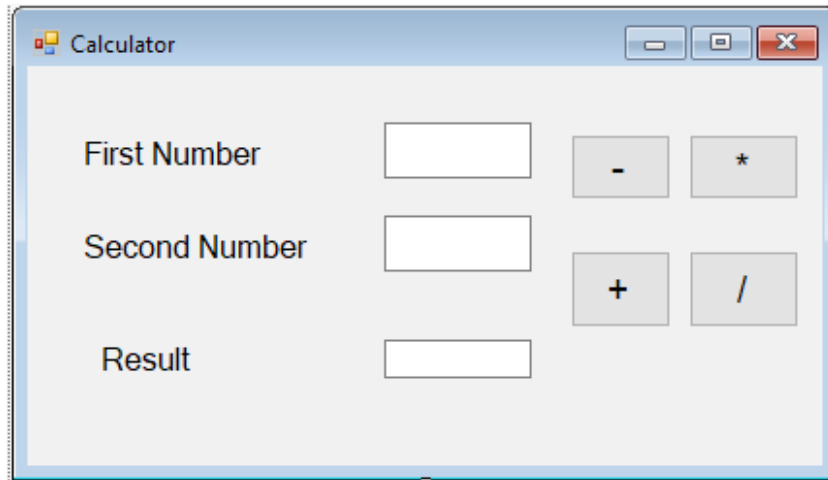 Calculator
First Number
- *
Second Number
+ /
Result